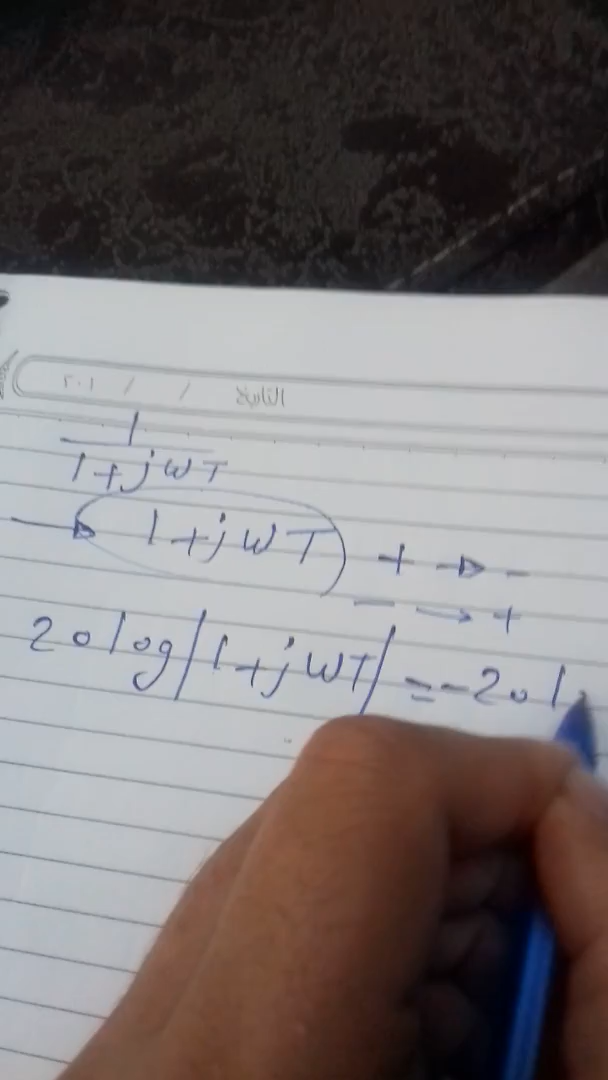 التاريخ / / ٢٠١
1
1+jωT
→ 1+jωT + → -
- → +
20log|1+jωT| = -20l